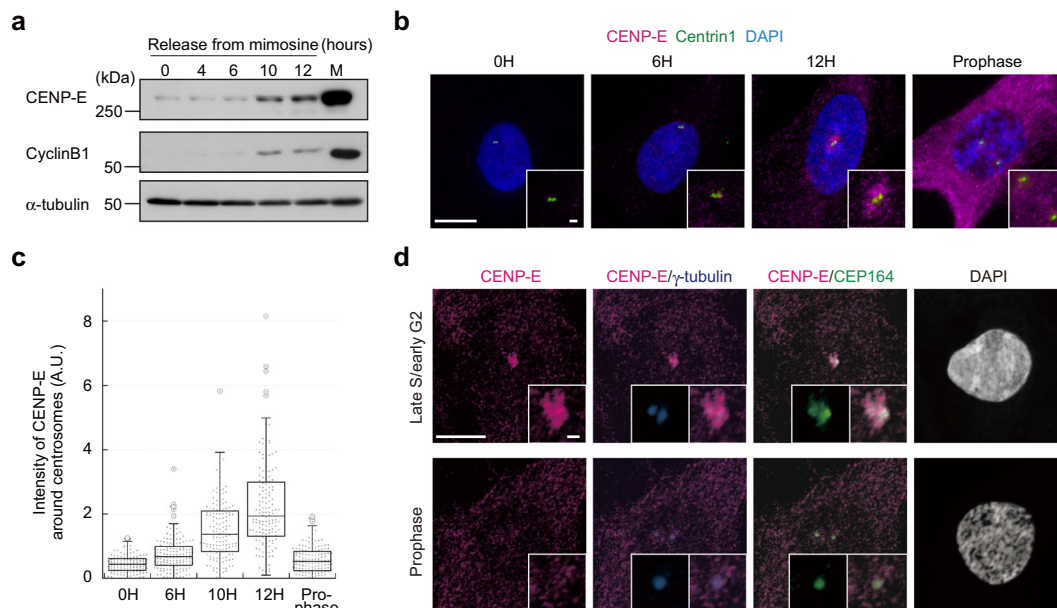 a
Release from mimosine (hours)
0 4 6 10 12 M
(kDa)
CENP-E
250
CyclinB1
50
α-tubulin
50
b
CENP-E Centrin1 DAPI
0H 6H 12H Prophase
c
Intensity of CENP-E
around centrosomes (A.U.)
8
6
4
2
0
0H 6H 10H 12H Pro-
phase
d
CENP-E CENP-E/γ-tubulin CENP-E/CEP164 DAPI
Late S/early G2
Prophase